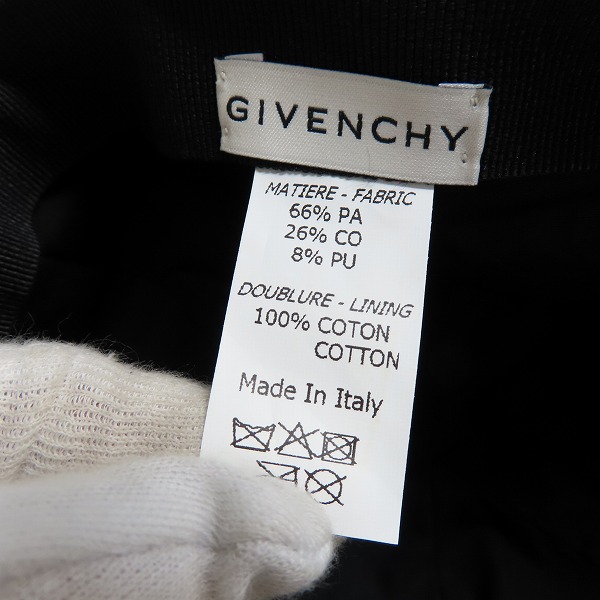 GIVENCHY
MATIERE - FABRIC
66% PA
26% CO
8% PU
DOUBLURE - LINING
100% COTON
COTTON
Made In Italy